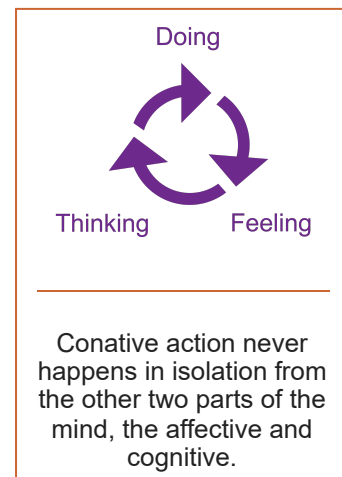 Doing
Thinking Feeling
Conative action never
happens in isolation from
the other two parts of the
mind, the affective and
cognitive.